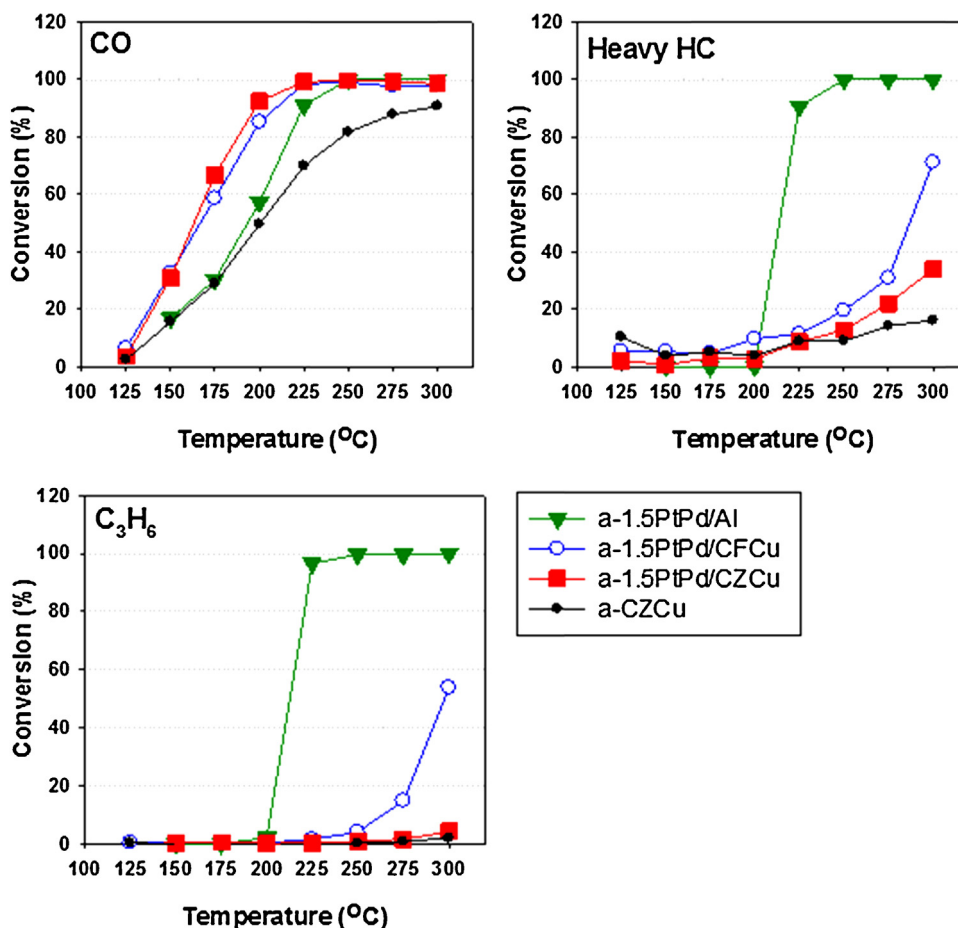 CO
Conversion (%)
120
100
80
60
40
20
0
100 125 150 175 200 225 250 275 300
Temperature (ºC)
Heavy HC
Conversion (%)
120
100
80
60
40
20
0
100 125 150 175 200 225 250 275 300
Temperature (ºC)
C₃H₆
Conversion (%)
120
100
80
60
40
20
0
100 125 150 175 200 225 250 275 300
Temperature (ºC)
a-1.5PtPd/Al
a-1.5PtPd/CFCu
a-1.5PtPd/CZCu
a-CZCu